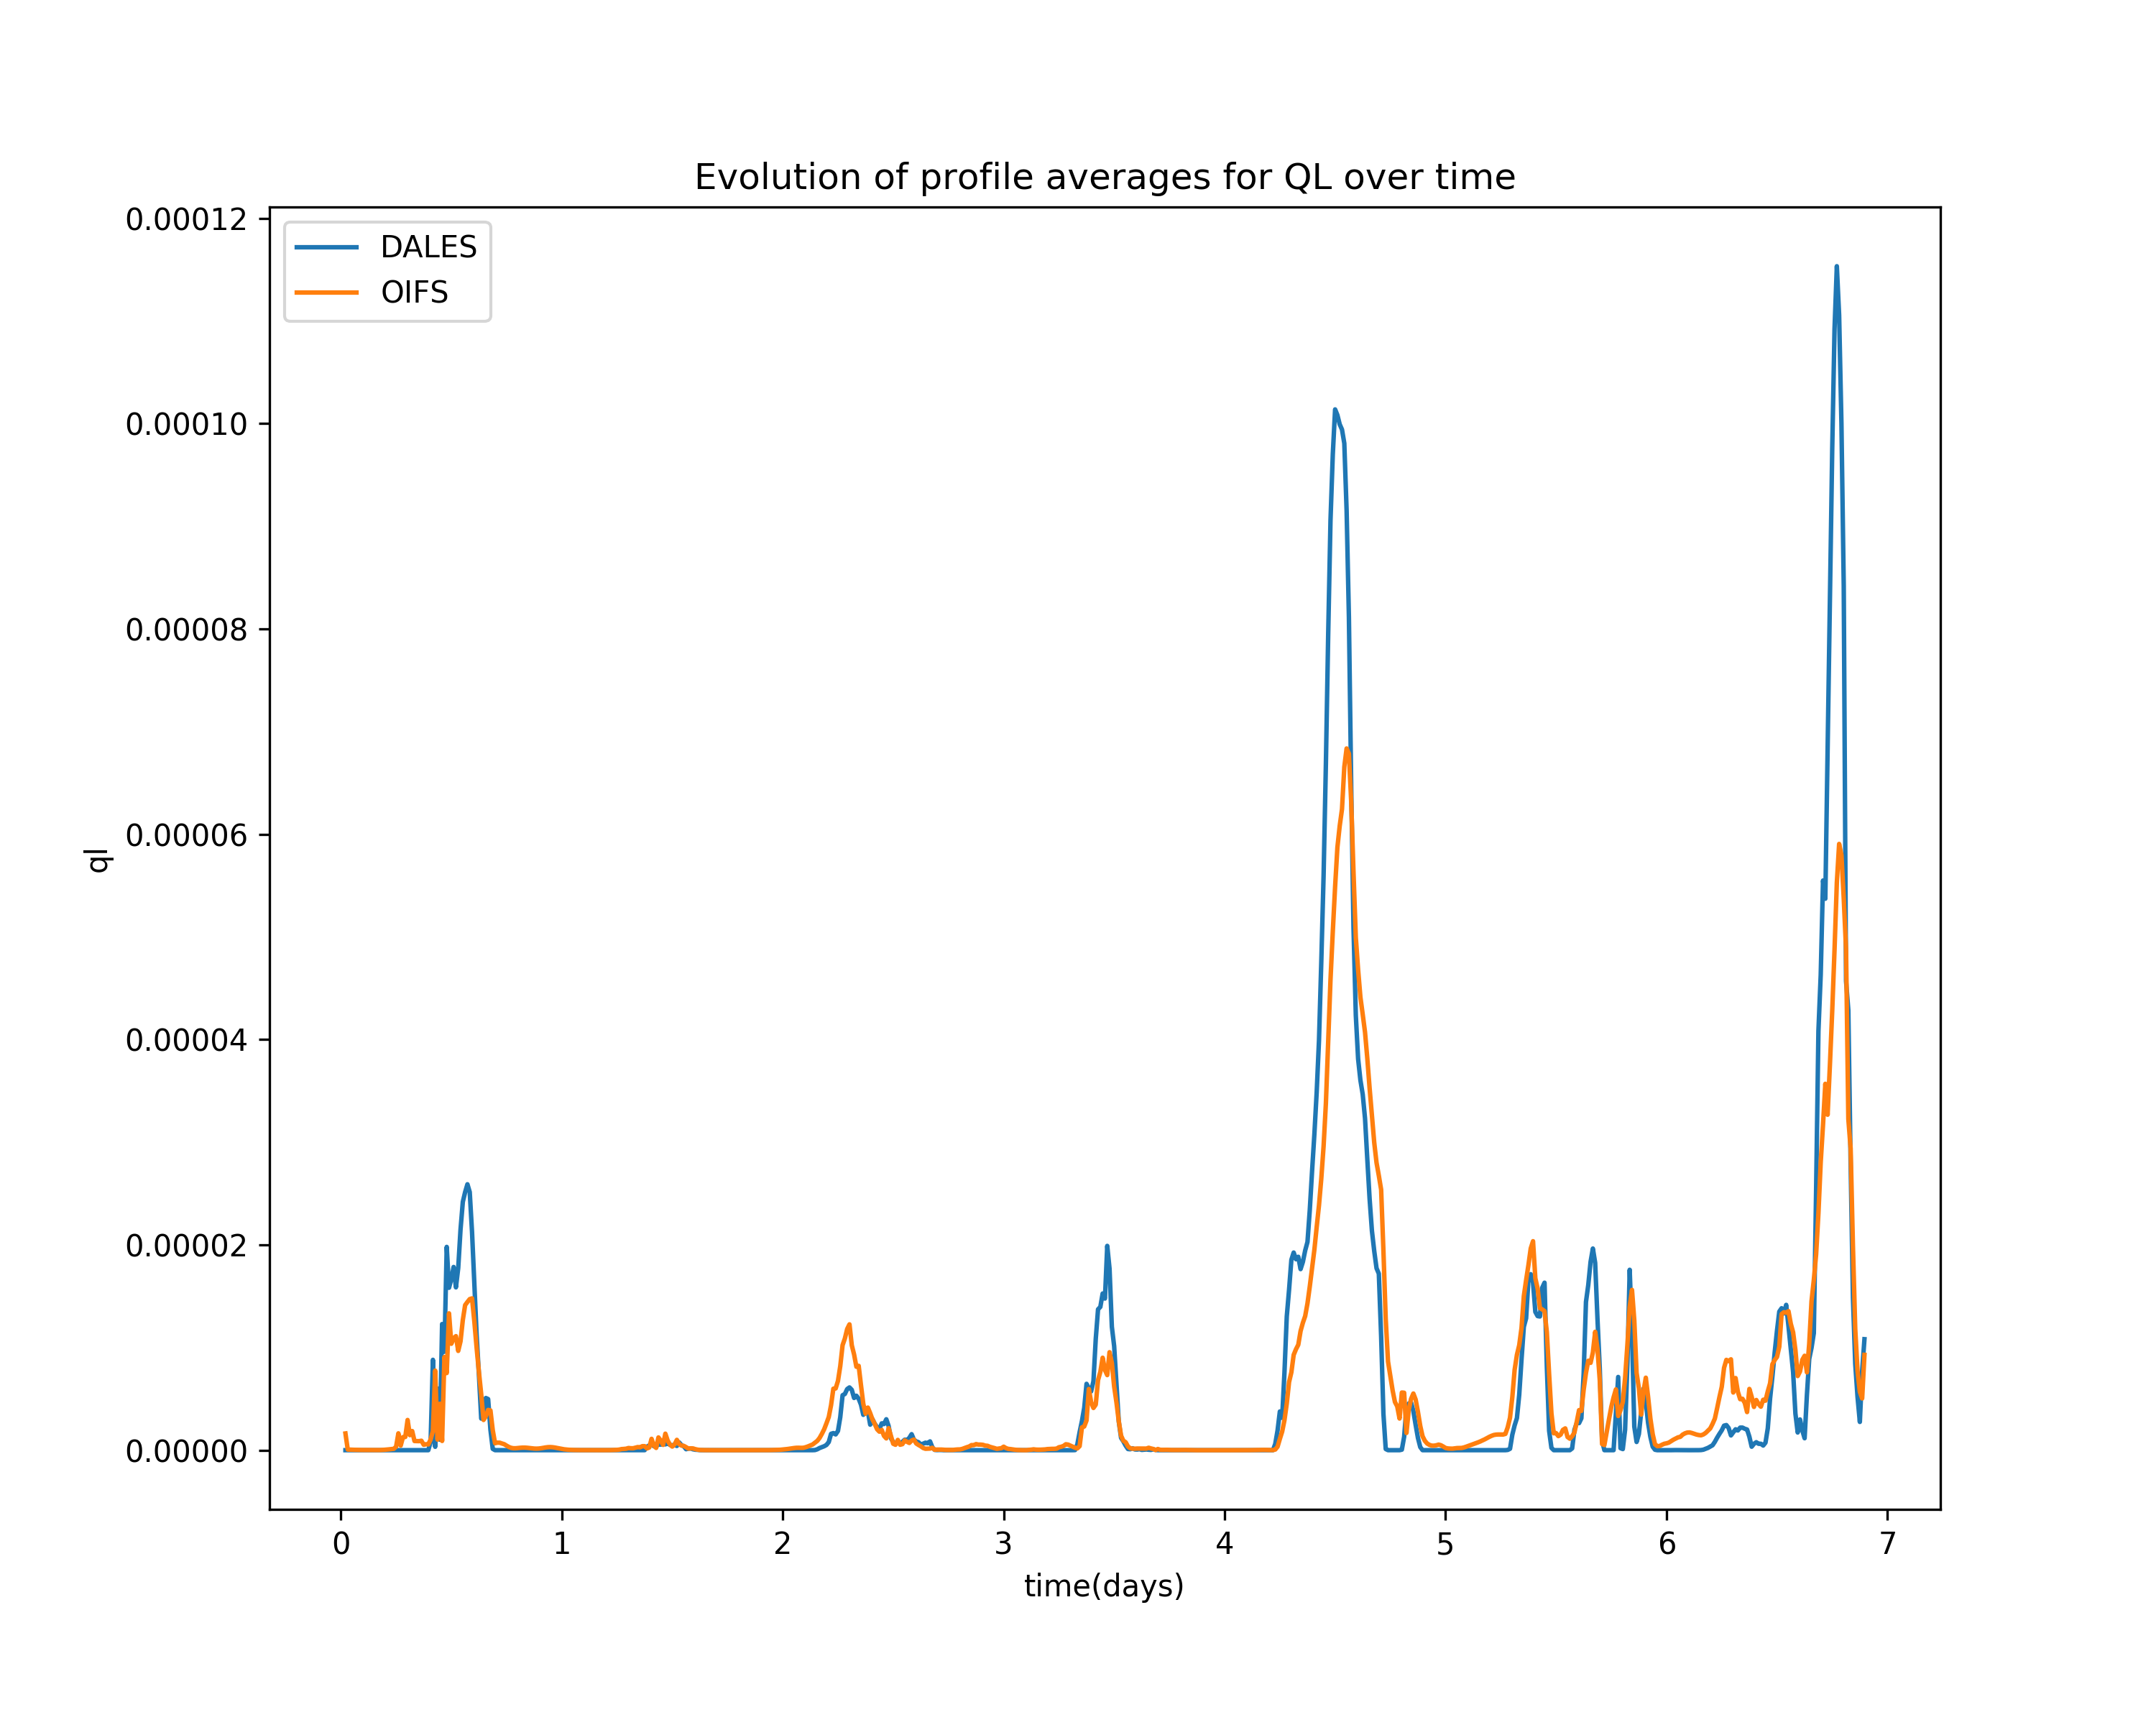 Evolution of profile averages for QL over time
DALES
OIFS
0.00012
0.00010
0.00008
0.00006
0.00004
0.00002
0.00000
ql
0 1 2 3 4 5 6 7
time(days)